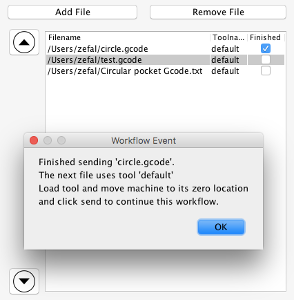 Add File Remove File
Filename Toolna... Finished
/Users/zefal/circle.gcode default
/Users/zefal/test.gcode default
/Users/zefal/Circular pocket Gcode.txt default
Workflow Event
Finished sending 'circle.gcode'.
The next file uses tool 'default'
Load tool and move machine to its zero location
and click send to continue this workflow.
OK